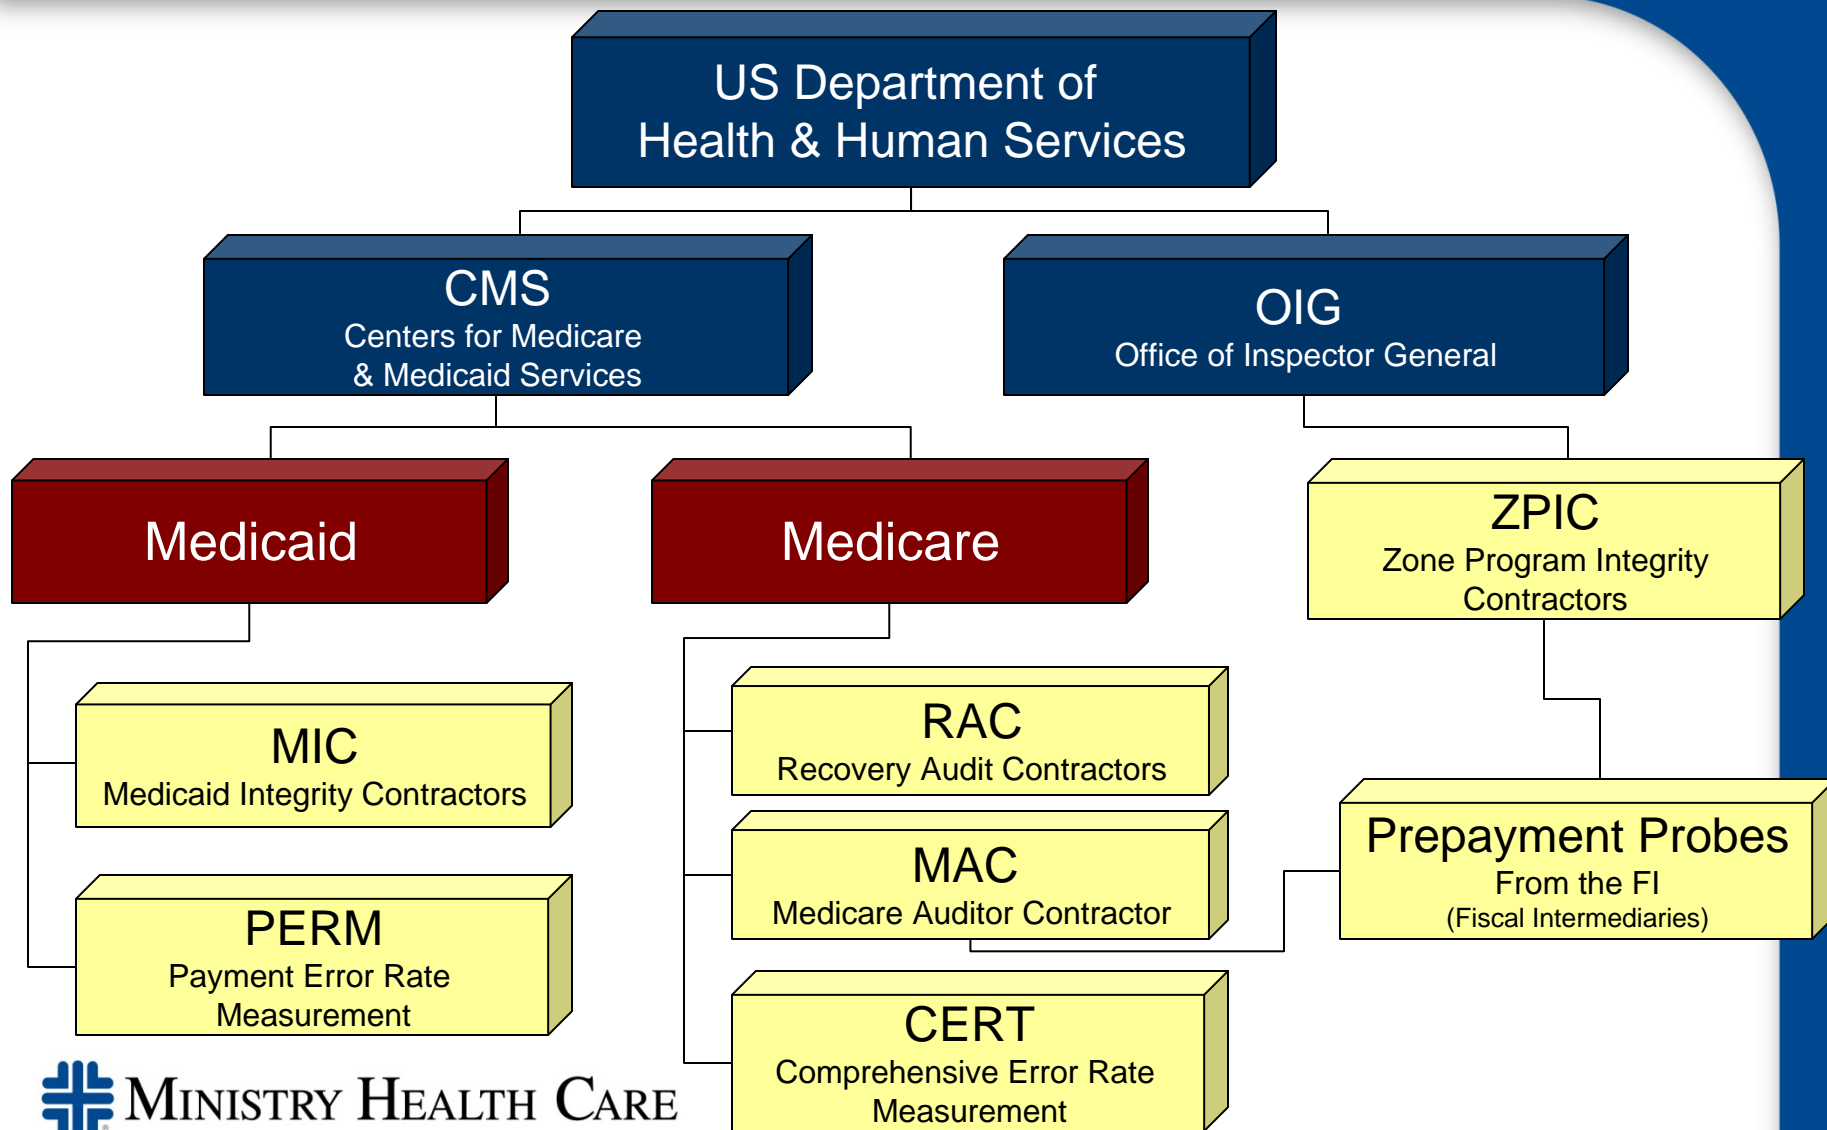 US Department of
Health & Human Services
CMS
Centers for Medicare
& Medicaid Services
OIG
Office of Inspector General
Medicaid
Medicare
ZPIC
Zone Program Integrity
Contractors
MIC
Medicaid Integrity Contractors
RAC
Recovery Audit Contractors
Prepayment Probes
From the FI
(Fiscal Intermediaries)
MAC
Medicare Auditor Contractor
PERM
Payment Error Rate
Measurement
CERT
Comprehensive Error Rate
Measurement
MINISTRY HEALTH CARE
®